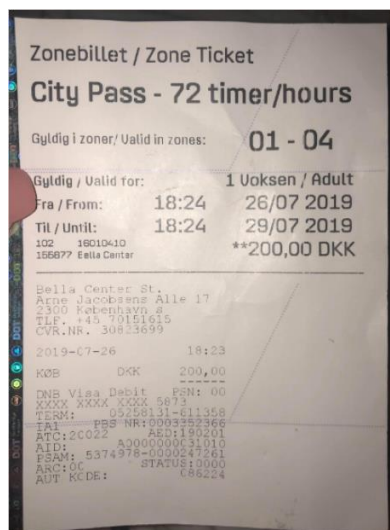 Zonebillet / Zone Ticket
City Pass - 72 timer/hours
Gyldig i zoner/ Valid in zones: 01 - 04
Gyldig / Valid for: 1 Voksen / Adult
Fra / From: 18:24 26/07 2019
Til / Until: 18:24 29/07 2019
102 16010410
155877 Bella Center **200,00 DKK
Bella Center St.
Arne Jacobsens Alle 17
2300 København s
TLF. +45 70151615
CVR.NR. 30823699
2019-07-26 18:23
KØB DKK 200,00
DNB Visa Debit PSN: 00
XXXX XXXX XXXX 5873
TERM: 05258131-611358
IA1 PBS NR:0003352366
ATC:20022 AED:190201
AID: A0000000031010
PSAM: 5374978-0000247261
ARC:00 STATUS:0000
AUT KODE: C86224